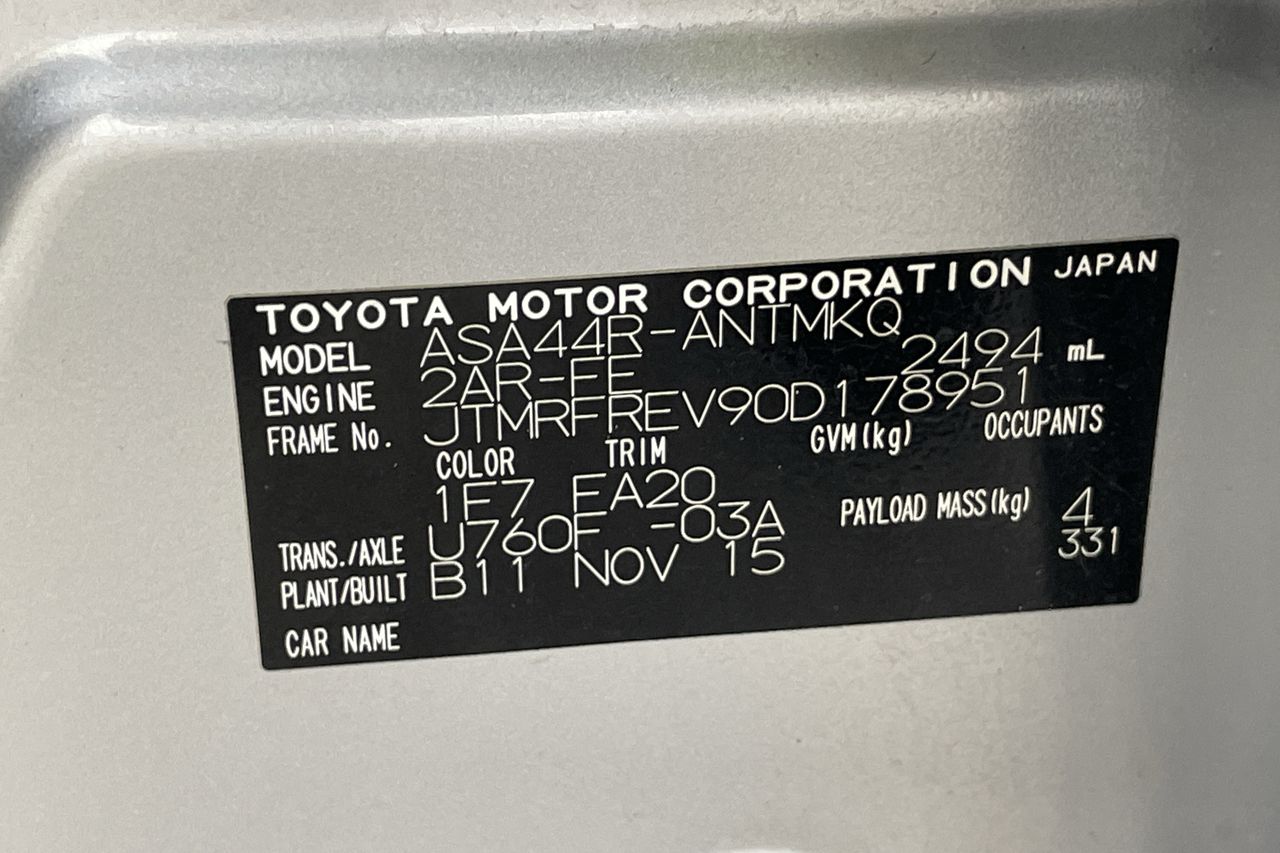 TOYOTA MOTOR CORPORATION JAPAN
MODEL ASA44R-ANTMKQ
ENGINE 2AR-FE 2494 mL
FRAME No. JTMRFREV90D178951
COLOR TRIM GVM(kg) OCCUPANTS
1F7 EA20
TRANS./AXLE U760F -03A PAYLOAD MASS(kg) 4
PLANT/BUILT B11 NOV 15 331
CAR NAME